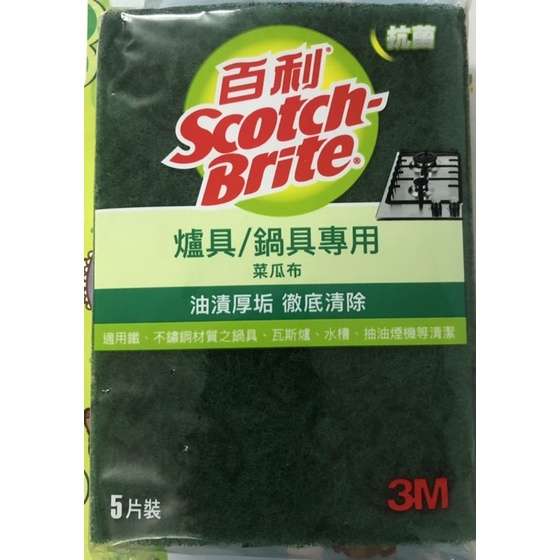 抗菌
百利
Scotch-
Brite®
爐具/鍋具專用
菜瓜布
油漬厚垢 徹底清除
適用鐵、不鏽鋼材質之鍋具、瓦斯爐、水槽、抽油煙機等清潔
5片裝
3M